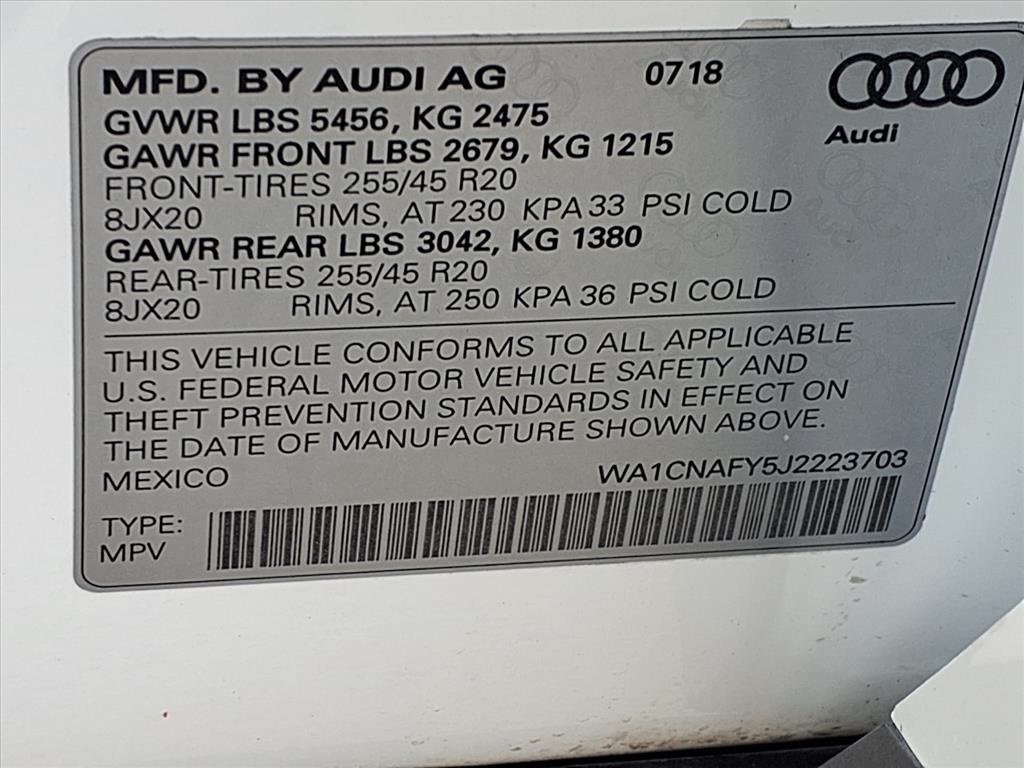 MFD. BY AUDI AG 0718
Audi
GVWR LBS 5456, KG 2475
GAWR FRONT LBS 2679, KG 1215
FRONT-TIRES 255/45 R20
8JX20 RIMS, AT 230 KPA 33 PSI COLD
GAWR REAR LBS 3042, KG 1380
REAR-TIRES 255/45 R20
8JX20 RIMS, AT 250 KPA 36 PSI COLD
THIS VEHICLE CONFORMS TO ALL APPLICABLE
U.S. FEDERAL MOTOR VEHICLE SAFETY AND
THEFT PREVENTION STANDARDS IN EFFECT ON
THE DATE OF MANUFACTURE SHOWN ABOVE.
MEXICO WA1CNAFY5J2223703
TYPE:
MPV